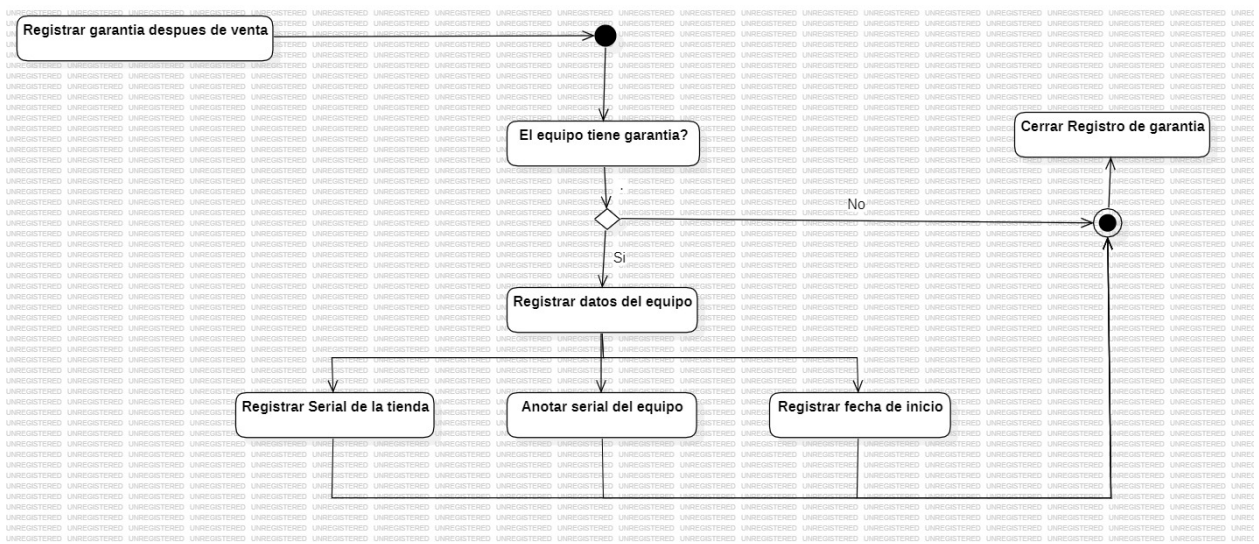 Registrar garantia despues de venta
El equipo tiene garantia?
Cerrar Registro de garantia
.
No
Si
Registrar datos del equipo
Registrar Serial de la tienda
Anotar serial del equipo
Registrar fecha de inicio
UNREGISTERED